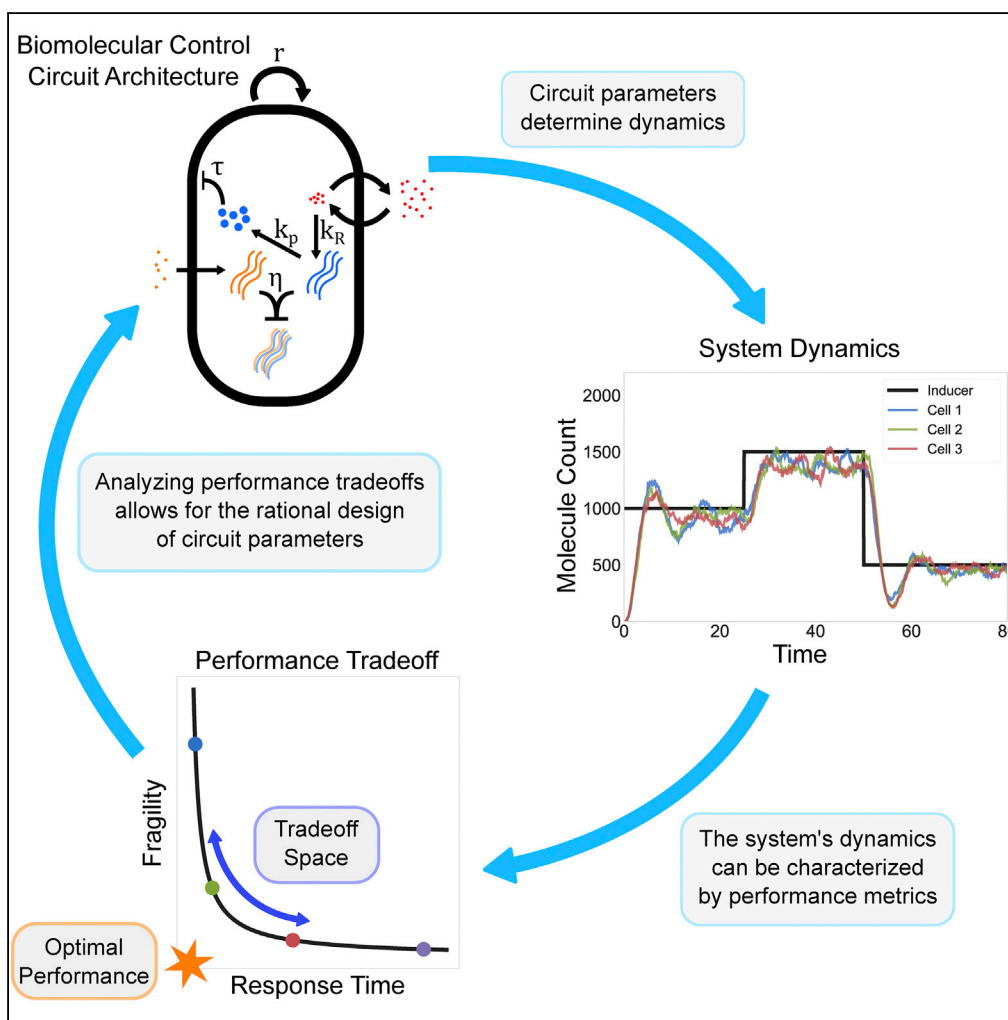 Biomolecular Control
Circuit Architecture
r
τ
k_p
k_R
η
Circuit parameters
determine dynamics
System Dynamics
Molecule Count
2000
1500
1000
500
0
Inducer
Cell 1
Cell 2
Cell 3
0
20
40
60
8
Time
Analyzing performance tradeoffs
allows for the rational design
of circuit parameters
Performance Tradeoff
Fragility
Tradeoff
Space
Response Time
Optimal
Performance
The system's dynamics
can be characterized
by performance metrics